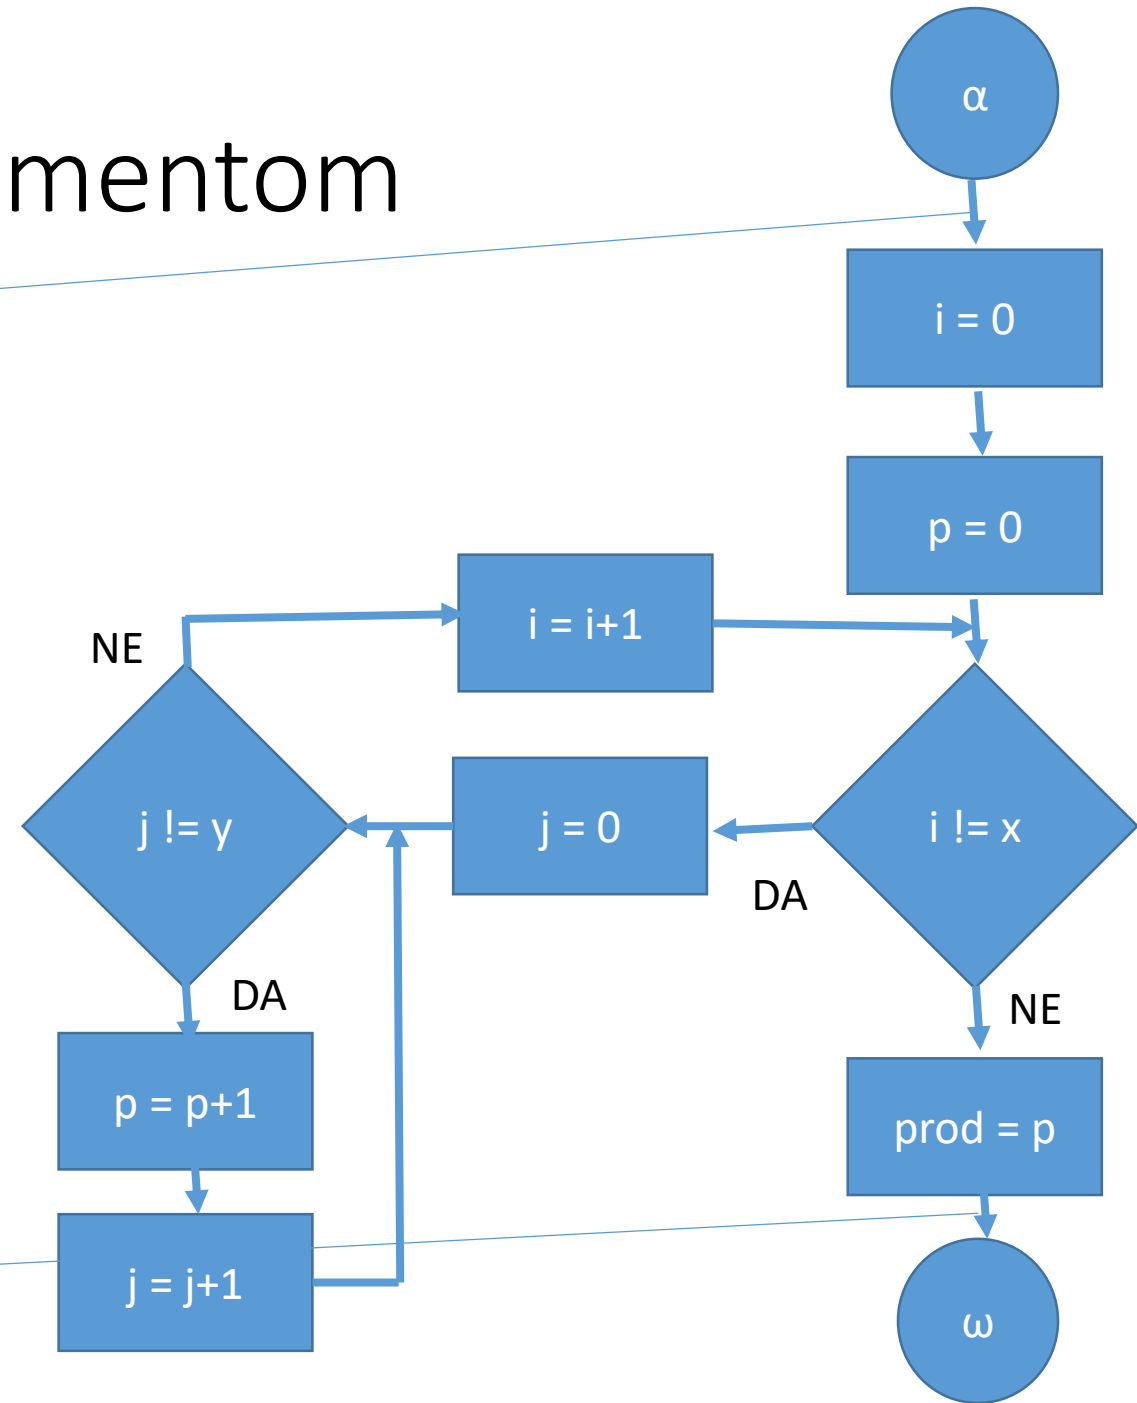 α
mentom
i = 0
p = 0
i = i+1
NE
j != y
j = 0
i != x
DA
DA
NE
p = p+1
prod = p
j = j+1
ω